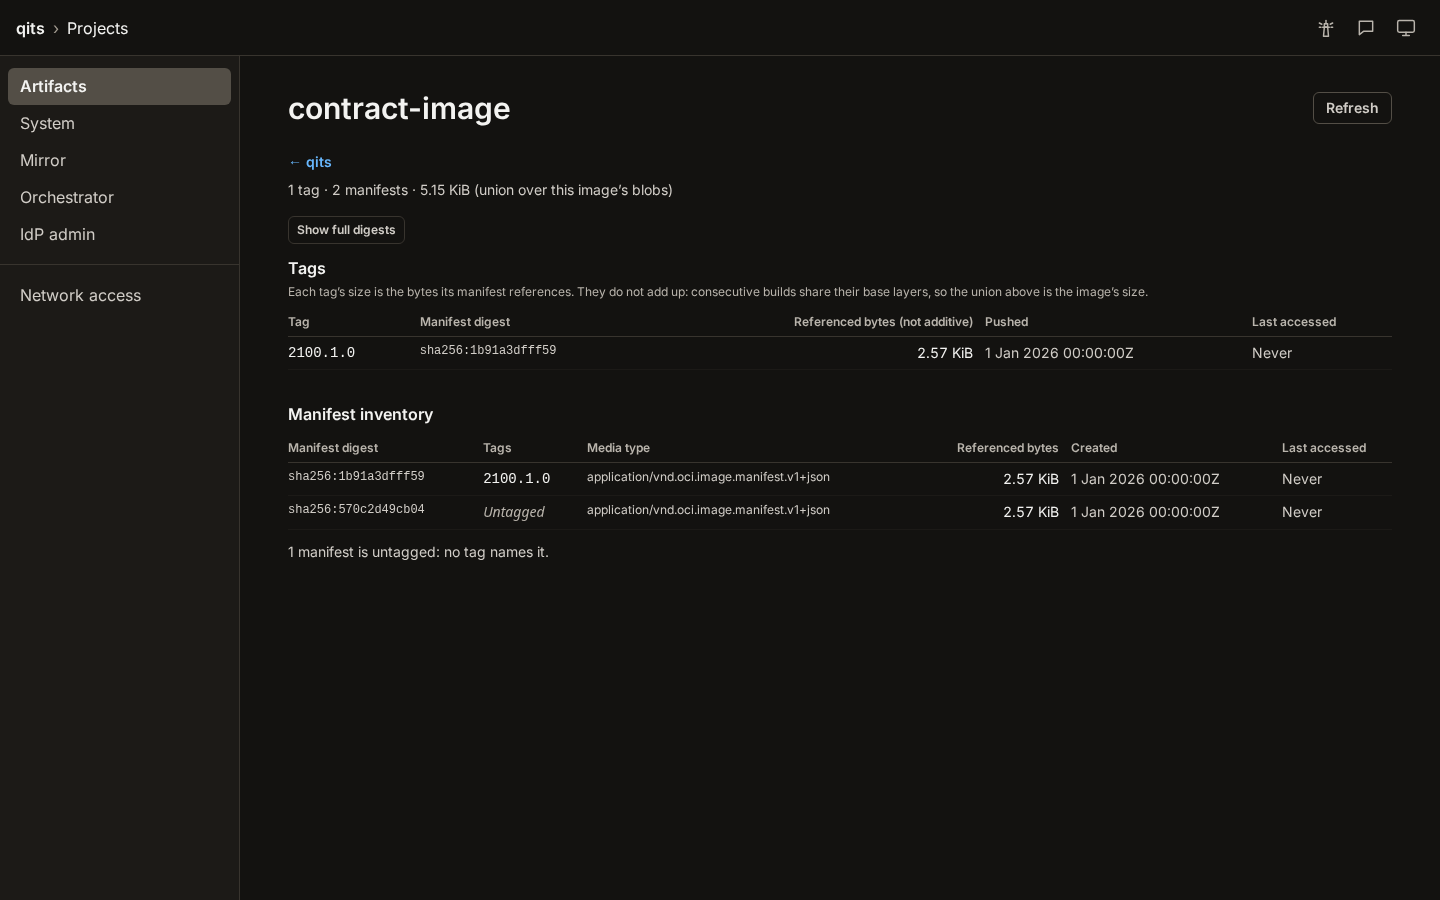 qits › Projects
Artifacts
System
Mirror
Orchestrator
IdP admin
Network access
contract-image
Refresh
← qits
1 tag · 2 manifests · 5.15 KiB (union over this image’s blobs)
Show full digests
Tags
Each tag’s size is the bytes its manifest references. They do not add up: consecutive builds share their base layers, so the union above is the image’s size.
Tag Manifest digest Referenced bytes (not additive) Pushed Last accessed
2100.1.0 sha256:1b91a3dfff59 2.57 KiB 1 Jan 2026 00:00:00Z Never
Manifest inventory
Manifest digest Tags Media type Referenced bytes Created Last accessed
sha256:1b91a3dfff59 2100.1.0 application/vnd.oci.image.manifest.v1+json 2.57 KiB 1 Jan 2026 00:00:00Z Never
sha256:570c2d49cb04 Untagged application/vnd.oci.image.manifest.v1+json 2.57 KiB 1 Jan 2026 00:00:00Z Never
1 manifest is untagged: no tag names it.